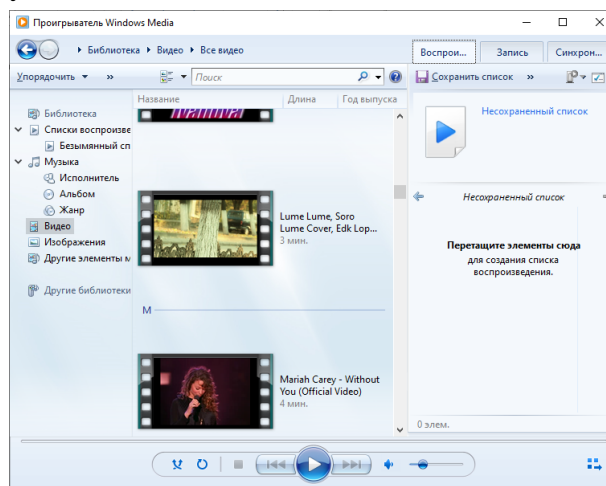 Проигрыватель Windows Media
Библиотека Видео Все видео
Воспрои...
Запись
Синхрон...
Упорядочить
»
Поиск
Сохранить список
»
Библиотека
Списки воспроизве
Безымянный сп
Музыка
Исполнитель
Альбом
Жанр
Видео
Изображения
Другие элементы м
Другие библиотеки
Название
Длина
Год выпуска
Lume Lume, Soro
Lume Cover, Edk Lop...
3 мин.
M
Mariah Carey - Without
You (Official Video)
4 мин.
Несохраненный список
Несохраненный список
Перетащите элементы сюда
для создания списка
воспроизведения.
0 элем.